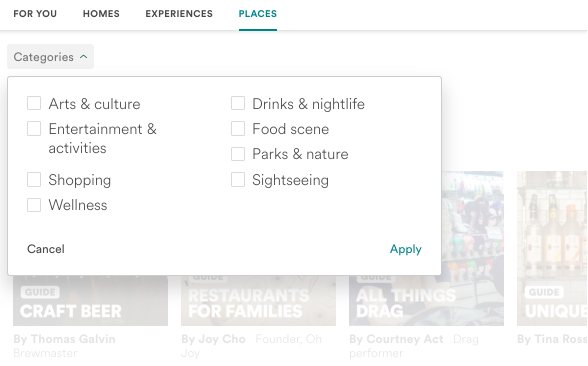 FOR YOU HOMES EXPERIENCES PLACES
Categories
Arts & culture
Entertainment &
activities
Shopping
Wellness
Drinks & nightlife
Food scene
Parks & nature
Sightseeing
Cancel Apply
GUIDE
CRAFT BEER
By Thomas Galvin
Brewmaster
GUIDE
RESTAURANTS
FOR FAMILIES
By Joy Cho Founder, Oh
Joy
GUIDE
ALL THINGS
DRAG
By Courtney Act Drag
performer
GUIDE
UNIQUE
By Tina Ross